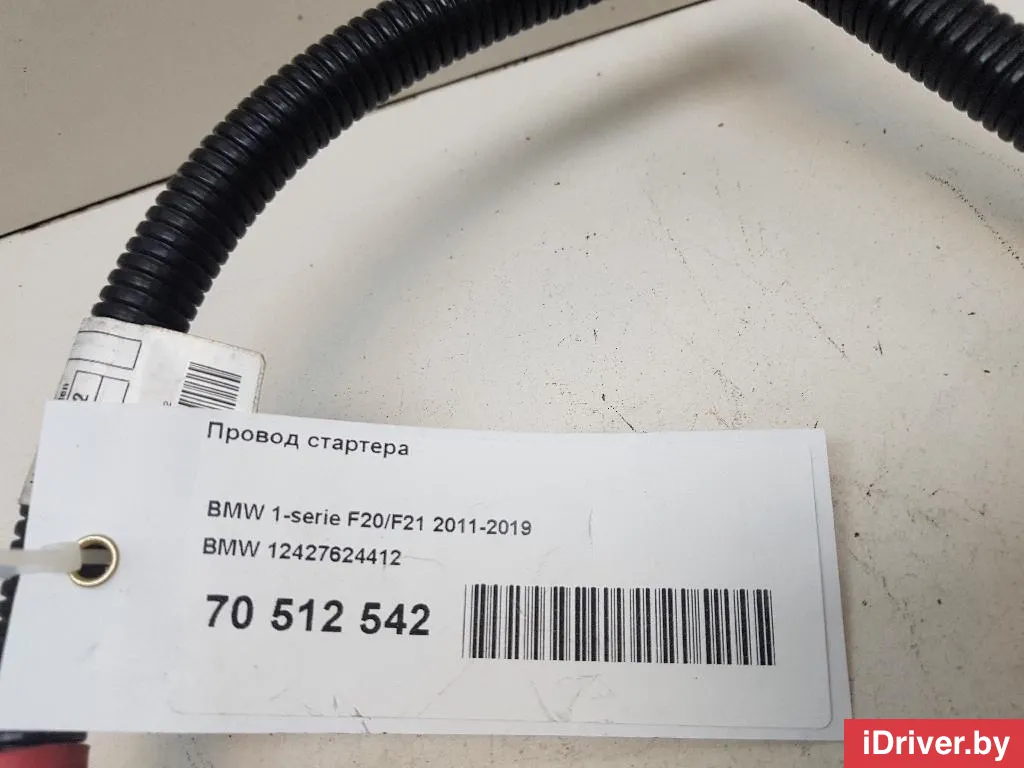 Провод стартера
BMW 1-serie F20/F21 2011-2019
BMW 12427624412
70 512 542
iDriver.by